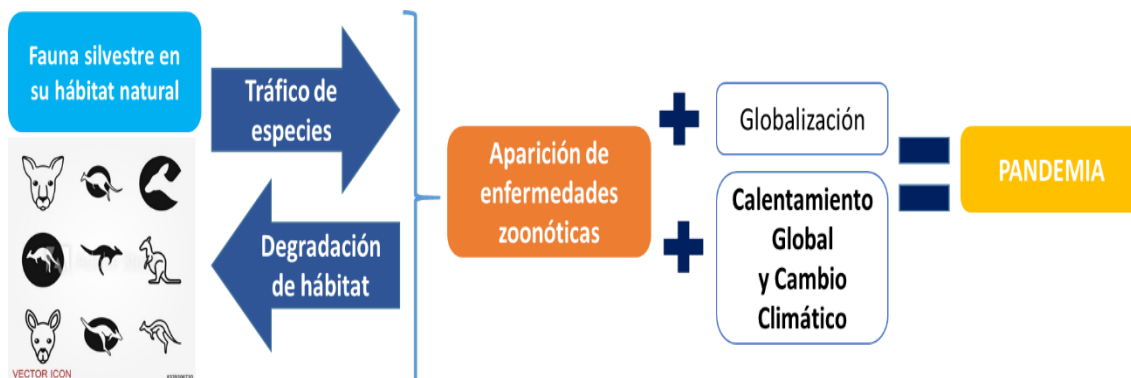 Fauna silvestre en
su hábitat natural
Tráfico de
especies
Degradación
de hábitat
Aparición de
enfermedades
zoonóticas
Globalización
Calentamiento
Global
y Cambio
Climático
PANDEMIA
VECTOR ICON